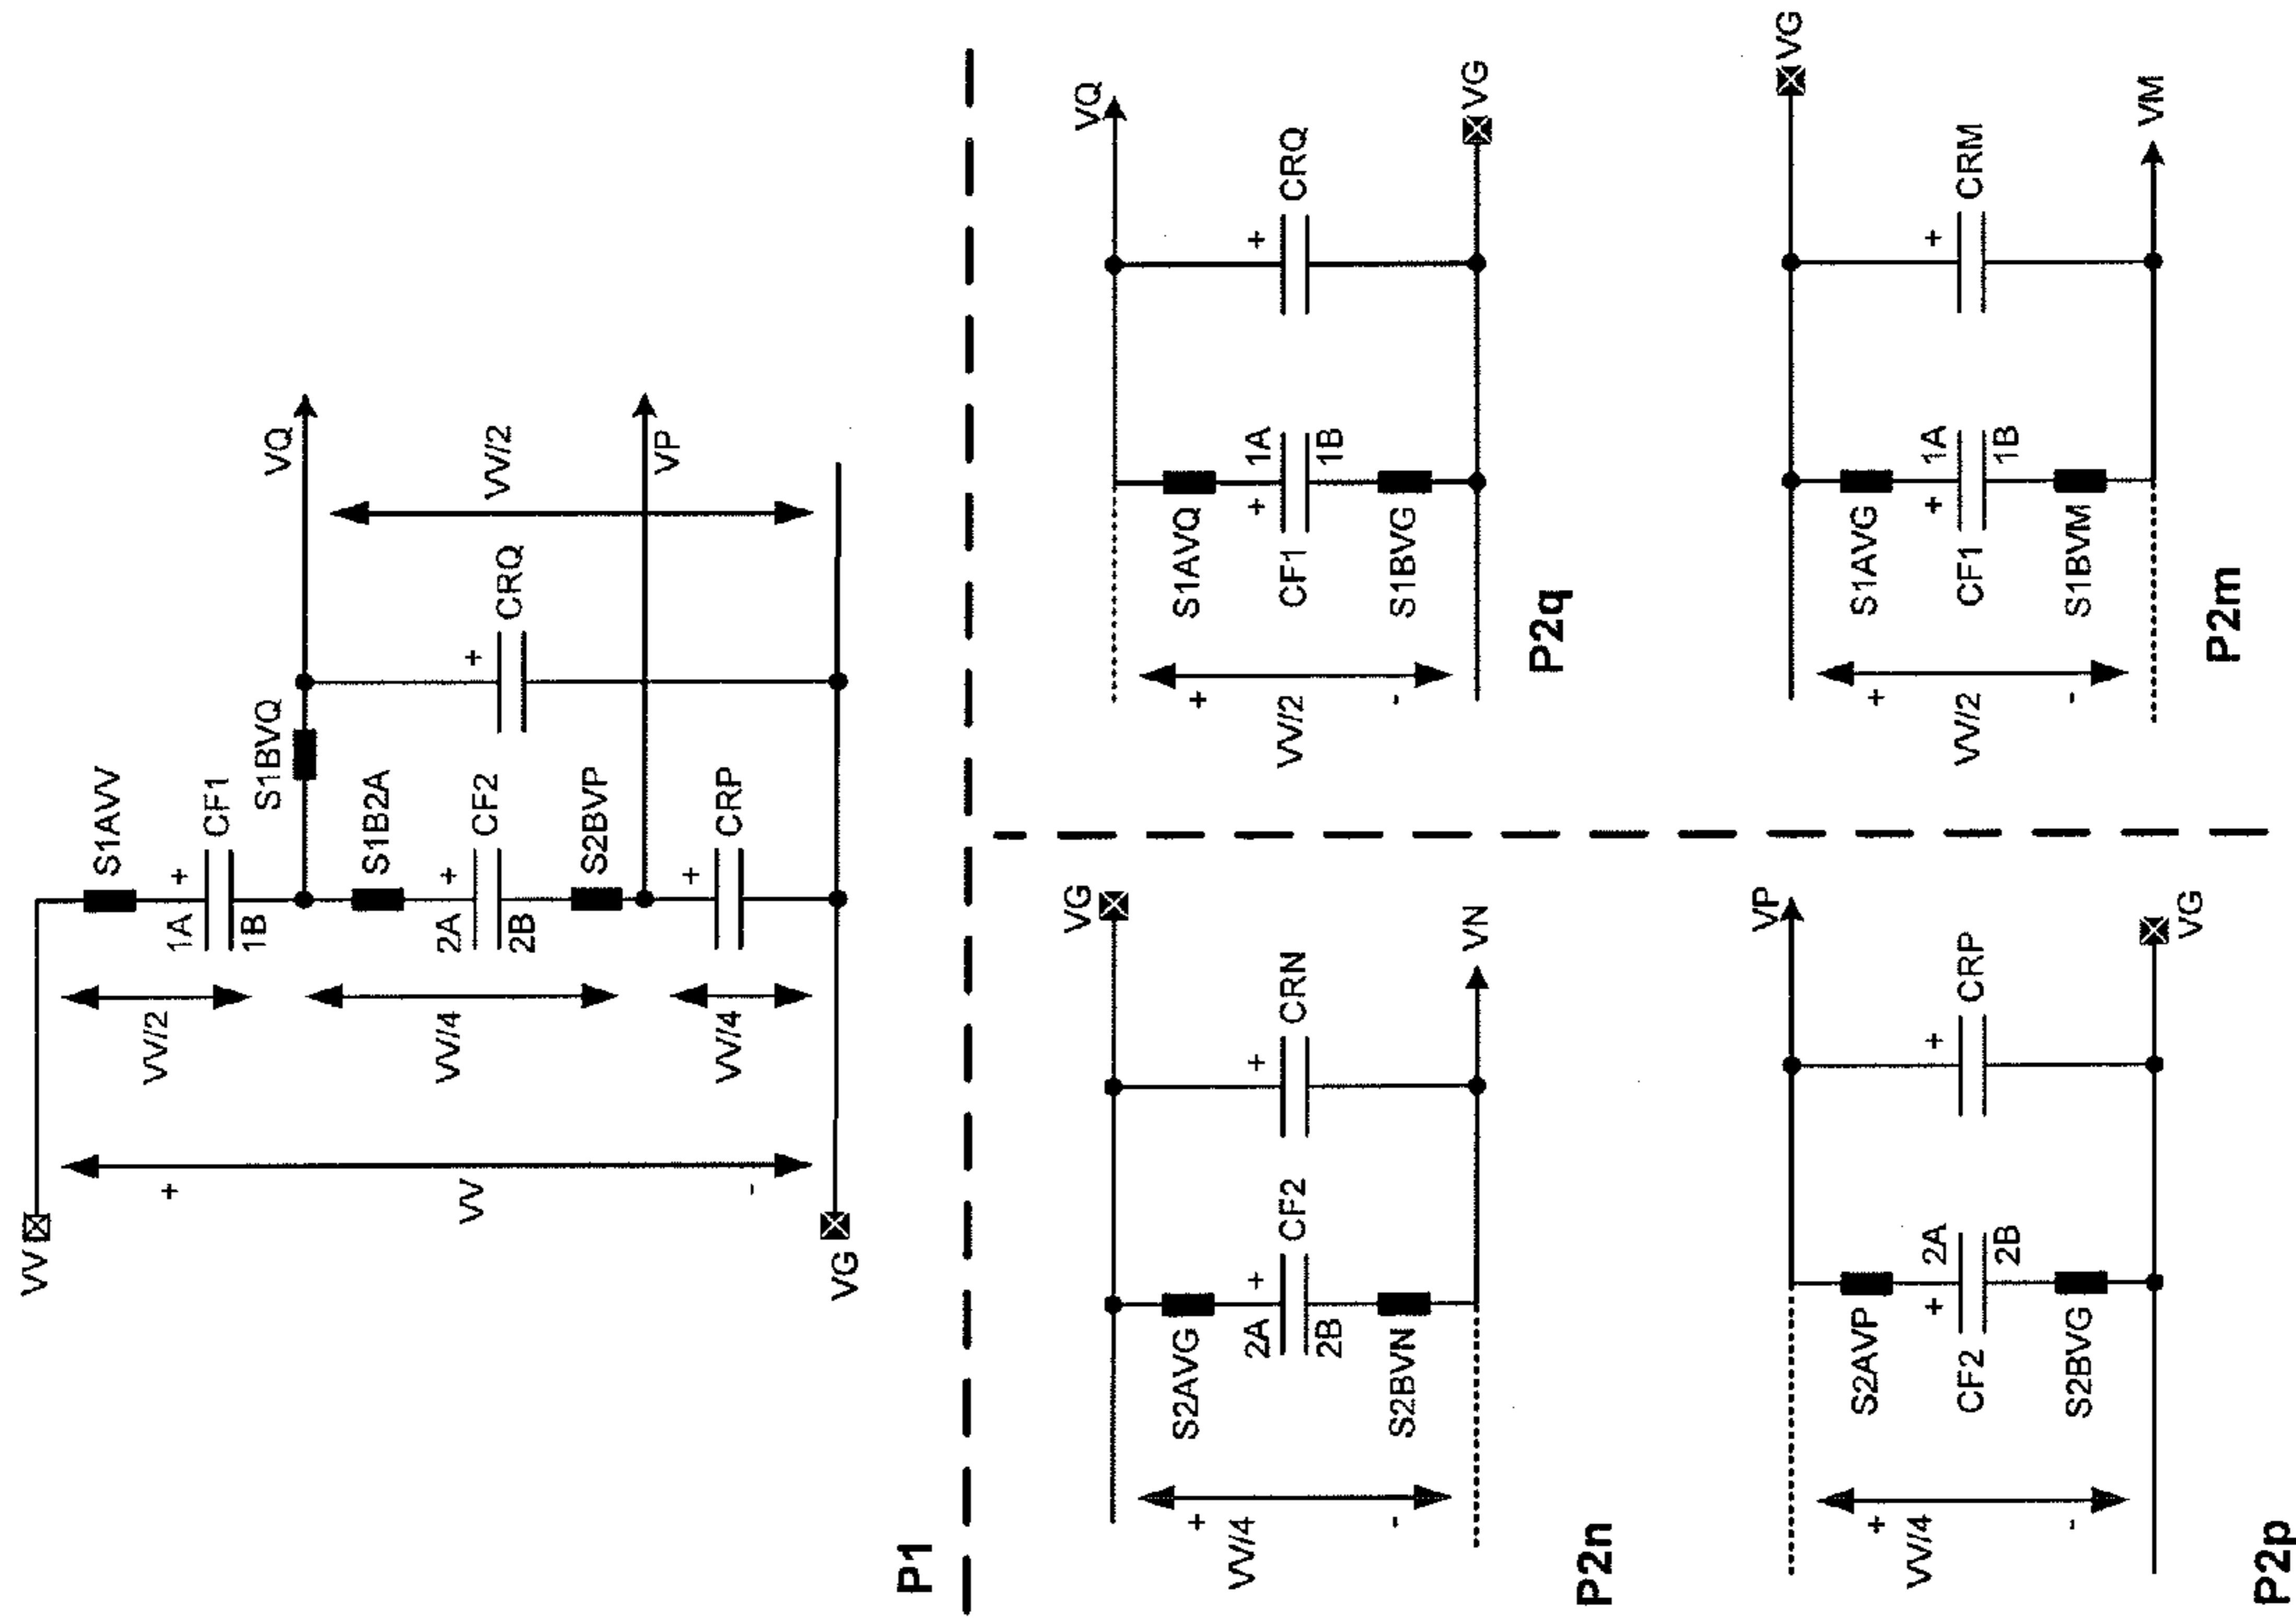 VV
S1AVV
1A
+
CF1
1B
VV/2
S1BVQ
VQ
+
VV
-
S1B2A
2A
+
CF2
2B
VV/4
S2BVP
+
CRQ
VV/2
VP
+
CRP
VV/4
VG
P1
VG
S2AVG
2A
+
CF2
2B
S2BVN
+
CRN
VN
+
VV/4
-
P2n
VQ
S1AVQ
+
1A
CF1
1B
S1BVG
+
CRQ
VG
+
VV/2
-
P2q
VP
S2AVP
+
2A
CF2
2B
S2BVG
+
CRP
VG
+
VV/4
-
P2p
VG
S1AVG
+
1A
CF1
1B
S1BVM
+
CRM
VM
+
VV/2
-
P2m